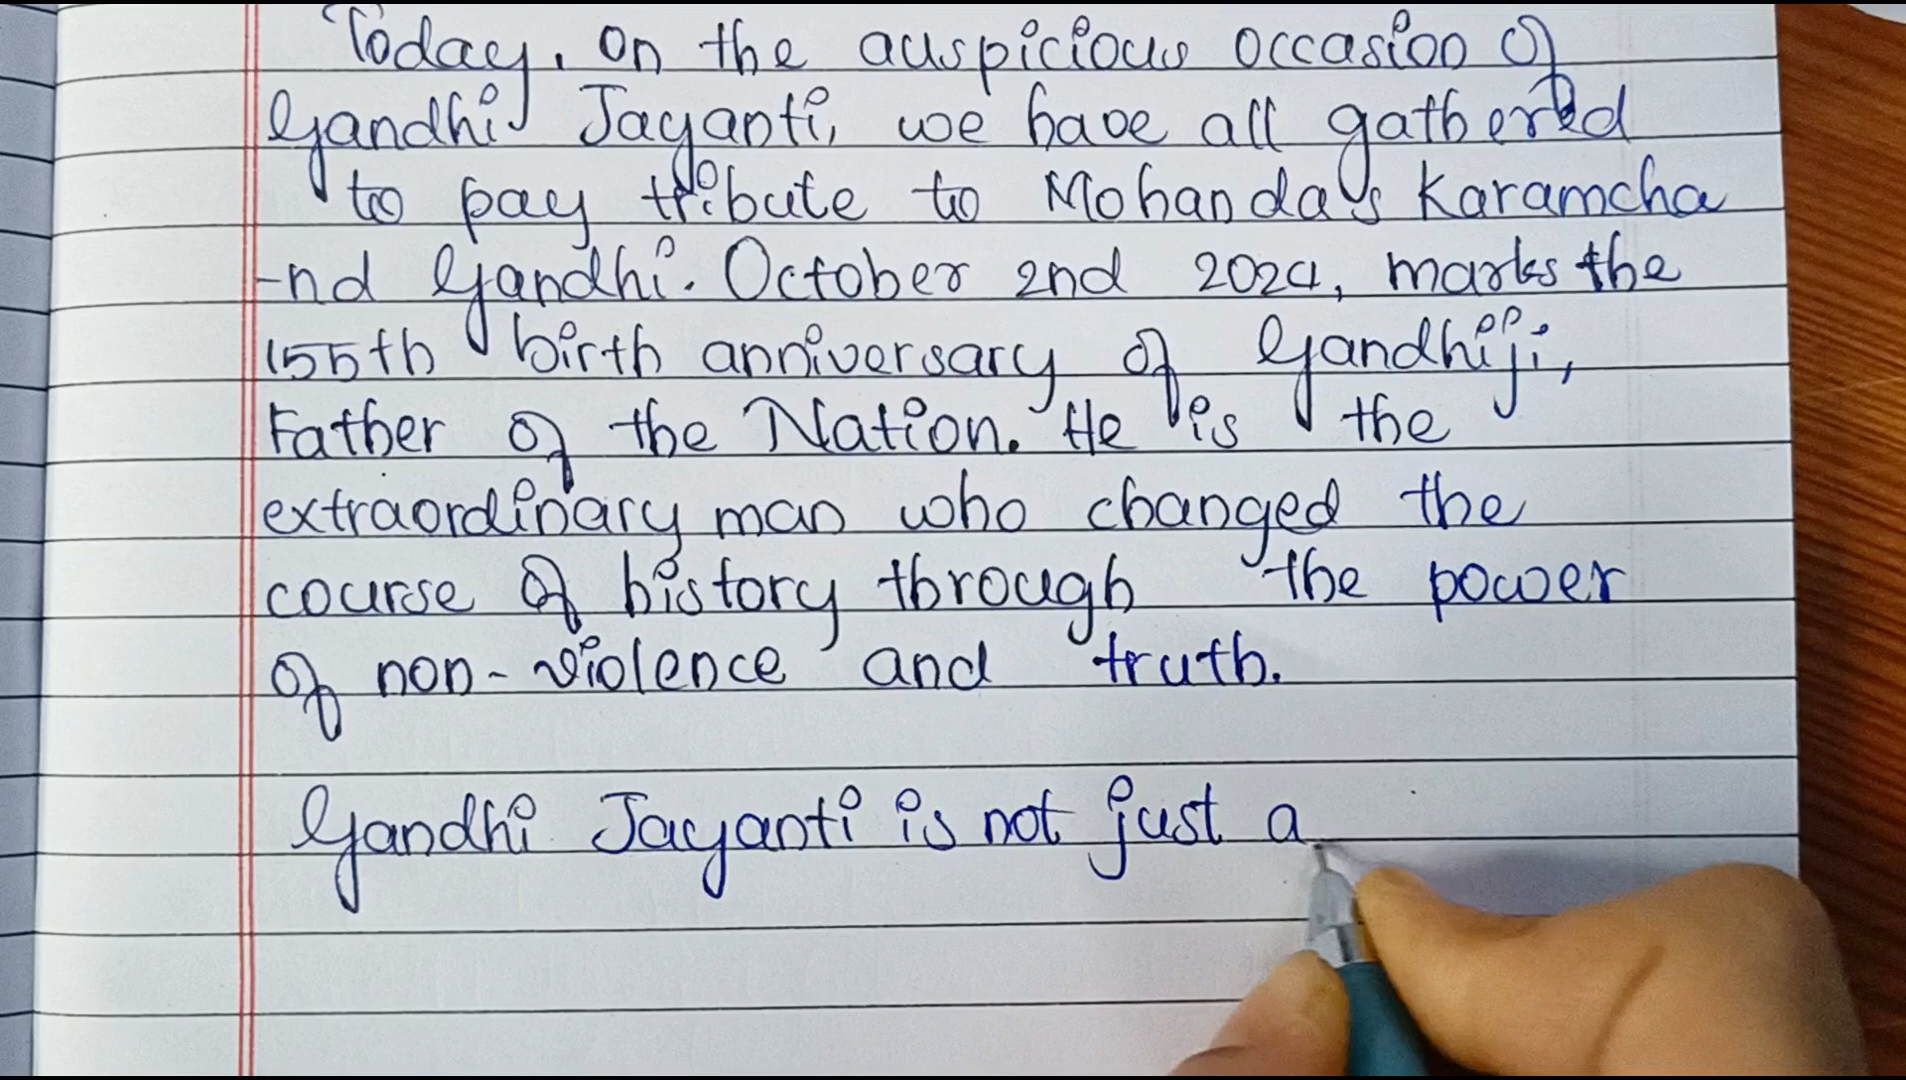 Today, on the auspicious occasion of
Gandhi Jayanti, we have all gathered
to pay tribute to Mohandas Karamcha
-nd Gandhi. October 2nd 2024, marks the
155th birth anniversary of Gandhiji,
Father of the Nation. He is the
extraordinary man who changed the
course of history through the power
of non-violence and truth.
Gandhi Jayanti is not just a